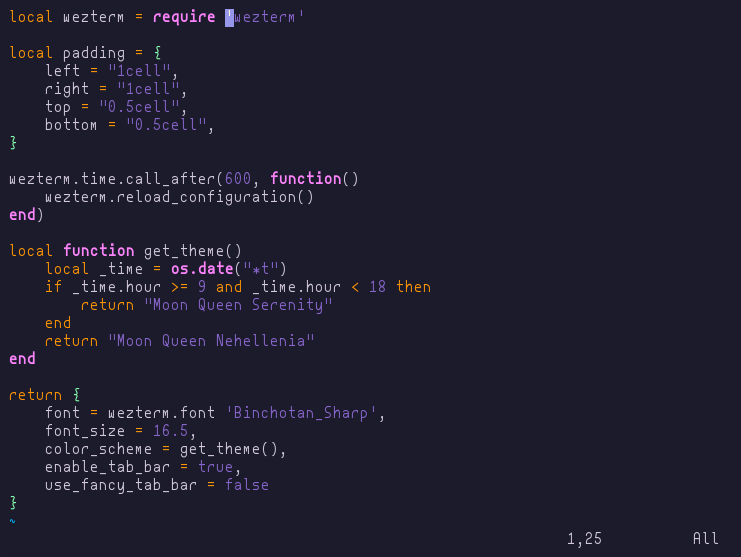 local wezterm = require 'wezterm'

local padding = {
    left = "1cell",
    right = "1cell",
    top = "0.5cell",
    bottom = "0.5cell",
}

wezterm.time.call_after(600, function()
    wezterm.reload_configuration()
end)

local function get_theme()
    local _time = os.date("*t")
    if _time.hour >= 9 and _time.hour < 18 then
        return "Moon Queen Serenity"
    end
    return "Moon Queen Nehellenia"
end

return {
    font = wezterm.font 'Binchotan_Sharp',
    font_size = 16.5,
    color_scheme = get_theme(),
    enable_tab_bar = true,
    use_fancy_tab_bar = false
}
~
1,25 All